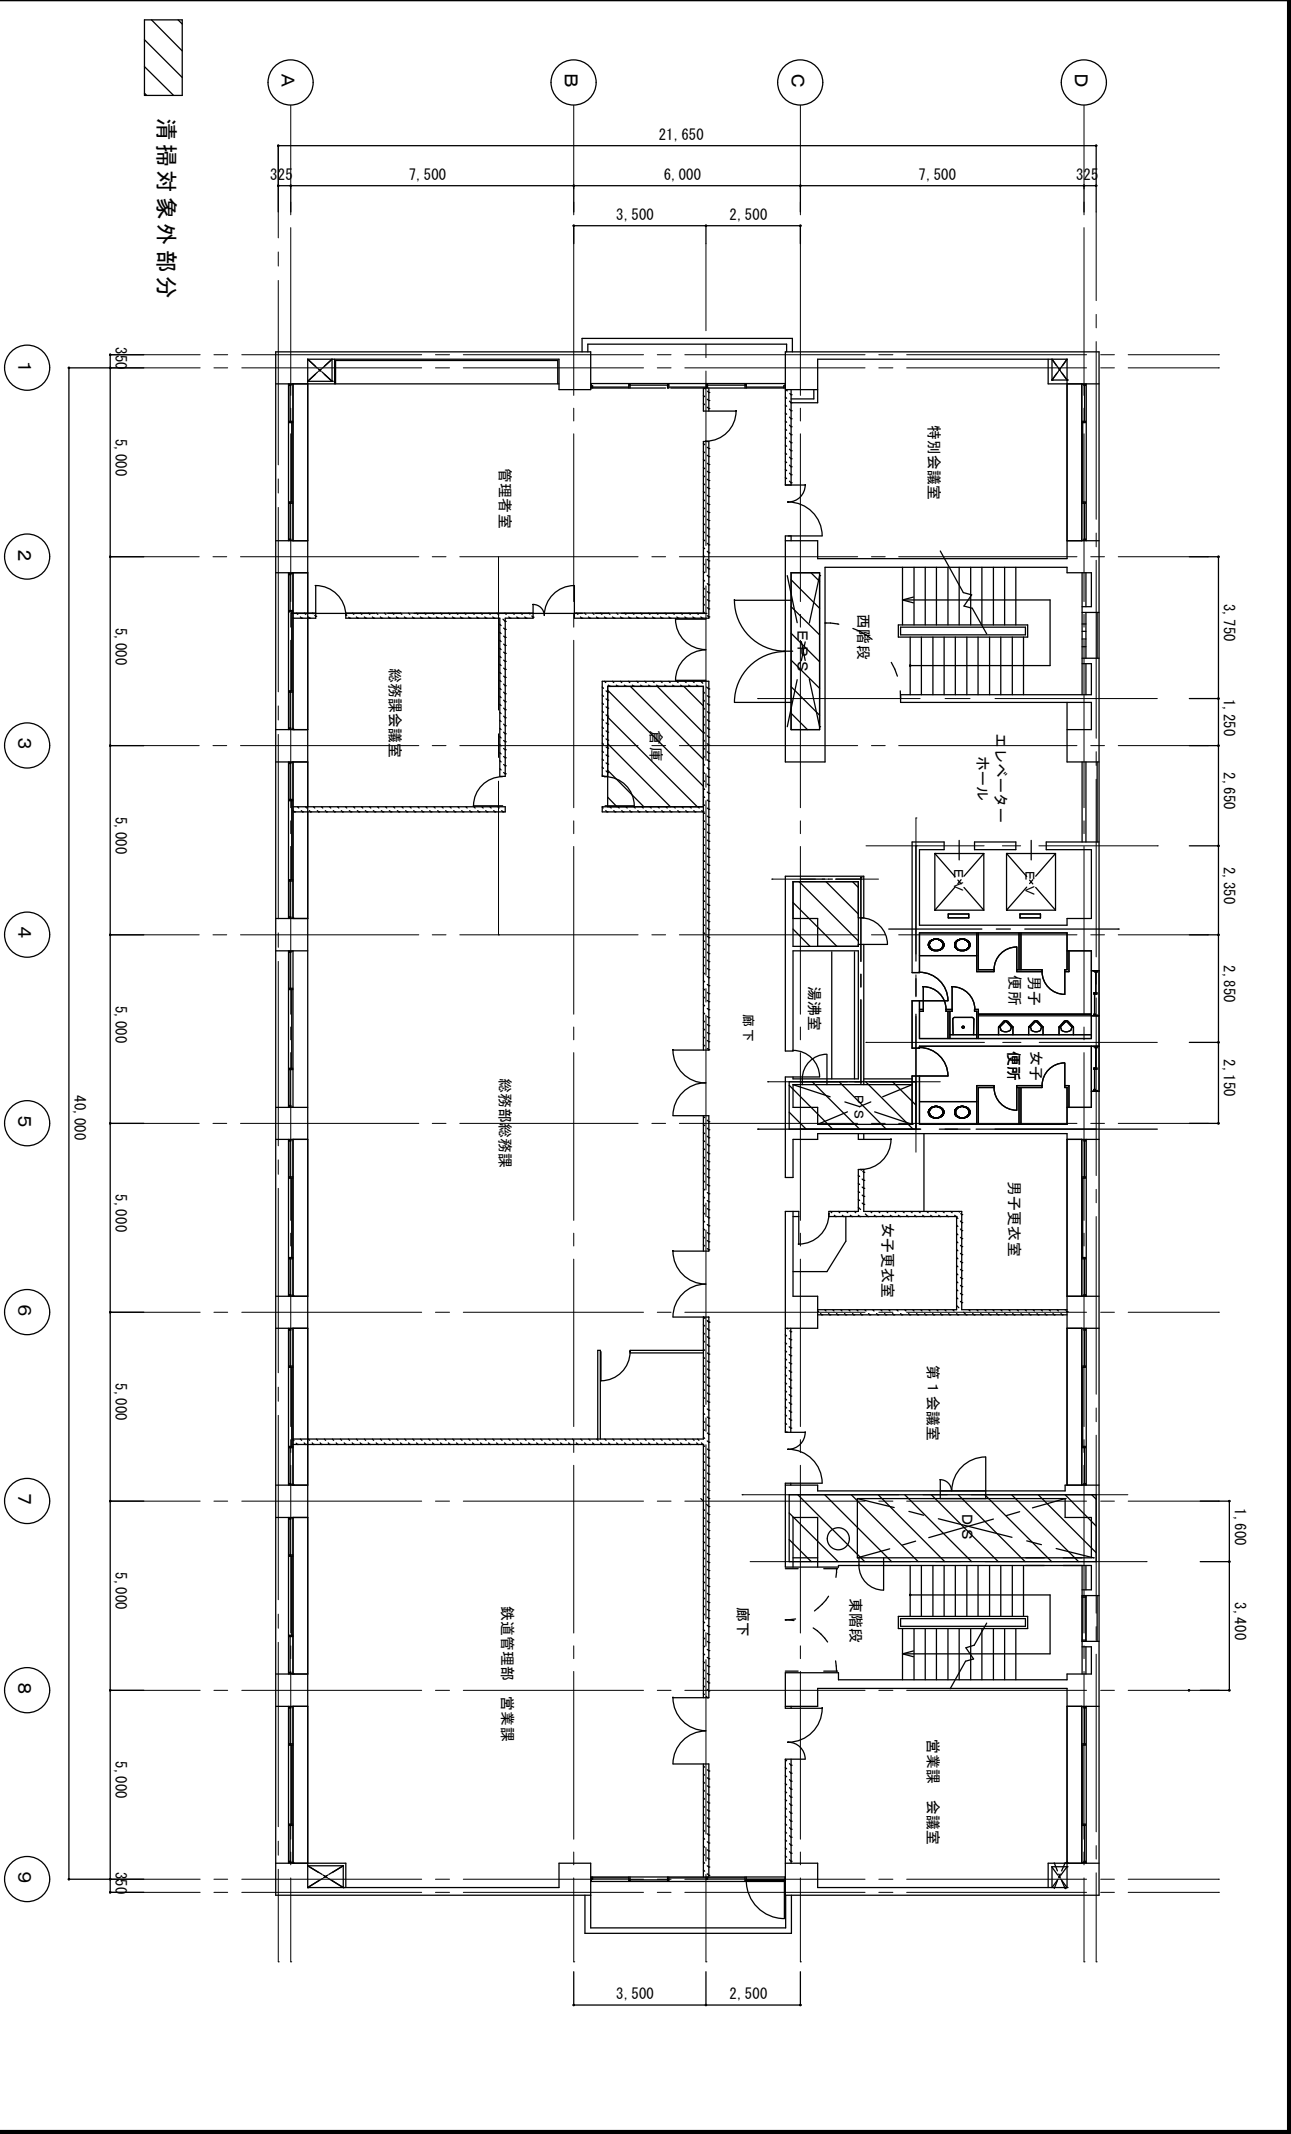 清掃対象外部分
A
B
C
D
21,650
325
7,500
6,000
7,500
325
3,500
2,500
350
5,000
5,000
5,000
5,000
5,000
5,000
5,000
5,000
350
40,000
1
2
3
4
5
6
7
8
9
3,750
1,250
2,650
2,350
2,850
2,150
1,600
3,400
3,500
2,500
特別会議室
管理者室
西階段
E・P・S
総務課会議室
倉庫
エレベーター
ホール
E×V
E×V
男子
便所
女子
便所
湯沸室
廊下
P・S
総務部総務課
男子更衣室
女子更衣室
第1会議室
D・S
東階段
廊下
鉄道管理部 営業課
営業課 会議室